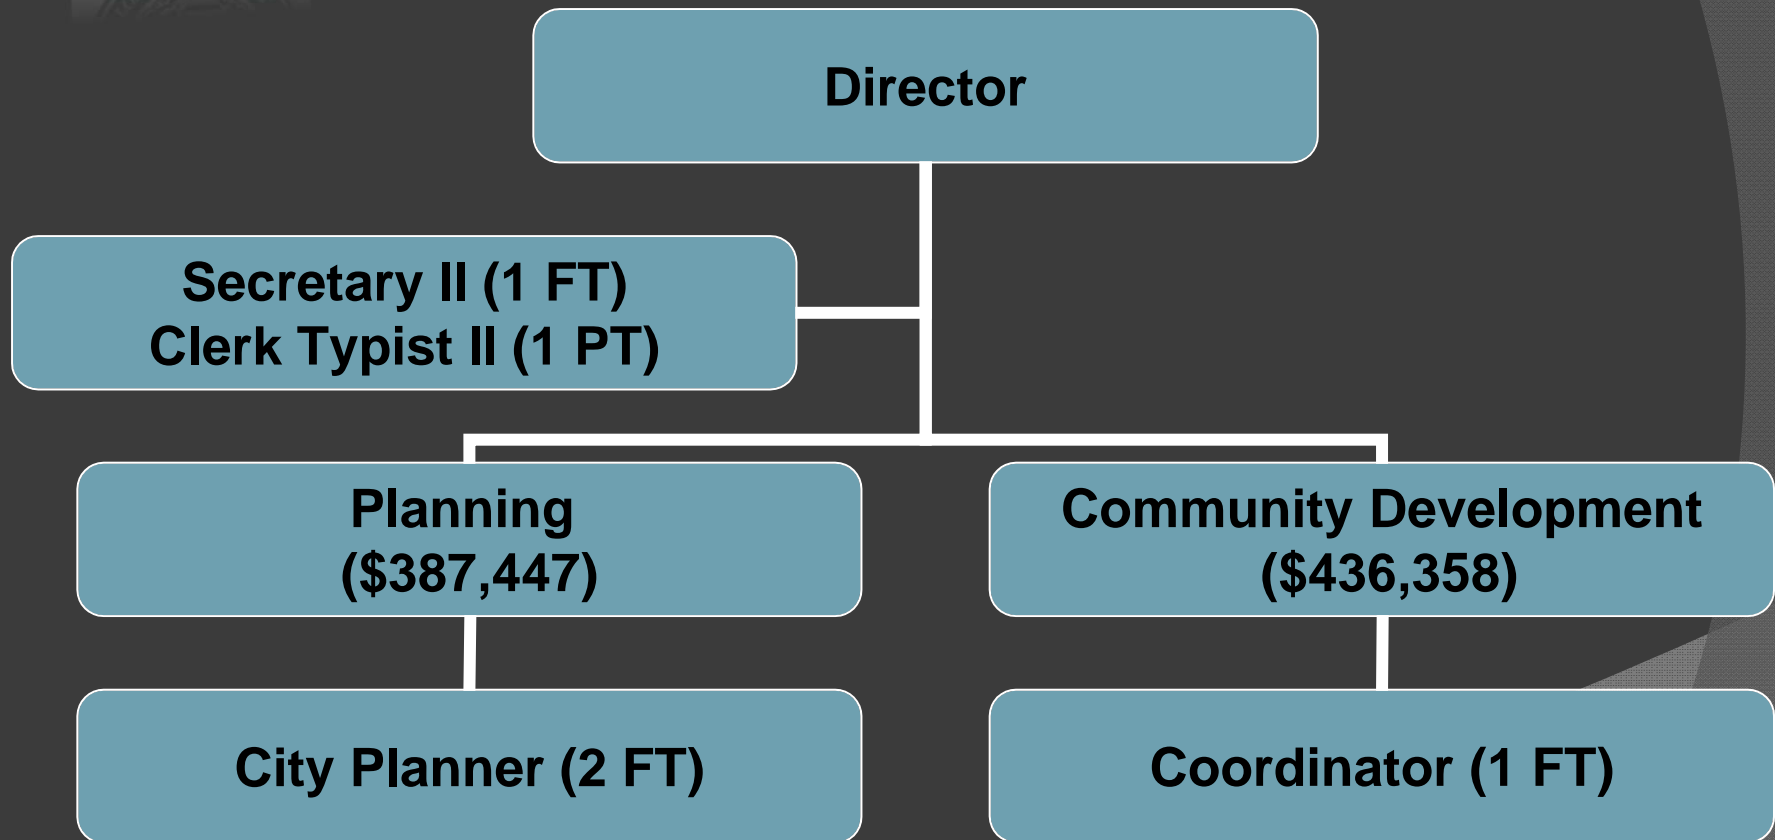 Director
Secretary II (1 FT)
Clerk Typist II (1 PT)
Planning
($387,447)
Community Development
($436,358)
City Planner (2 FT)
Coordinator (1 FT)